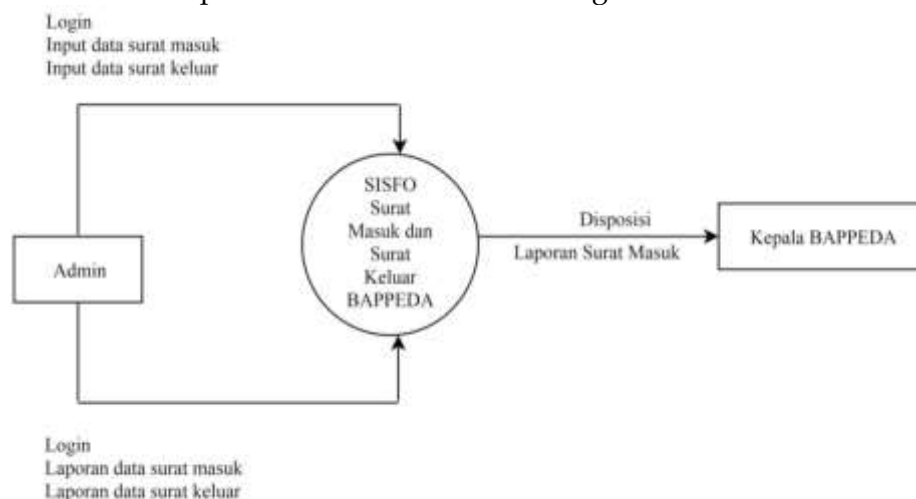 Login
Input data surat masuk
Input data surat keluar
SISFO
Surat
Masuk dan
Surat
Keluar
BAPPEDA
Admin
Disposisi
Laporan Surat Masuk
Kepala BAPPEDA
Login
Laporan data surat masuk
Laporan data surat keluar